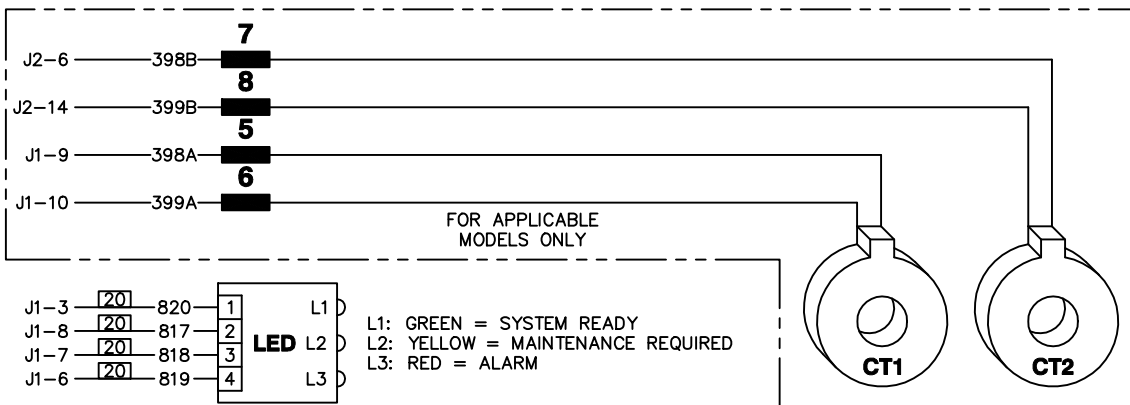 7
J2-6 398B
8
J2-14 399B
5
J1-9 398A
6
J1-10 399A
FOR APPLICABLE
MODELS ONLY
J1-3 20 820 1 L1
J1-8 20 817 2
LED L2
J1-7 20 818 3
J1-6 20 819 4 L3
L1: GREEN = SYSTEM READY
L2: YELLOW = MAINTENANCE REQUIRED
L3: RED = ALARM
CT1
CT2